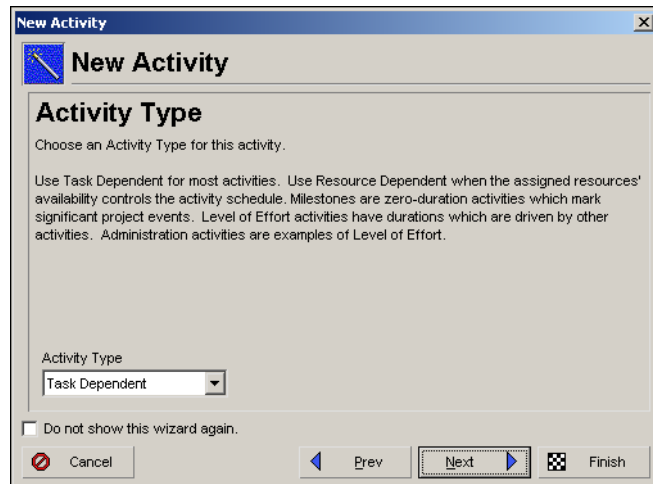 New Activity
New Activity
Activity Type
Choose an Activity Type for this activity.
Use Task Dependent for most activities.  Use Resource Dependent when the assigned resources'
availability controls the activity schedule. Milestones are zero-duration activities which mark
significant project events.  Level of Effort activities have durations which are driven by other
activities.  Administration activities are examples of Level of Effort.
Activity Type
Task Dependent
Do not show this wizard again.
Cancel
Prev
Next
Finish